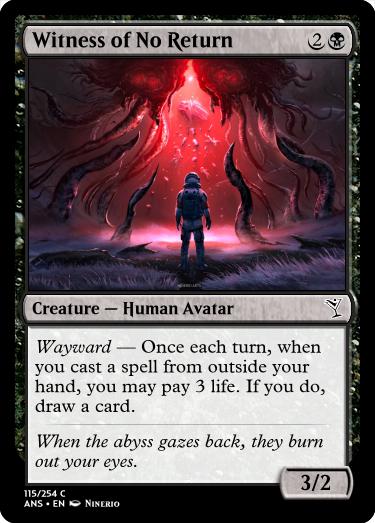 Witness of No Return 2
Creature — Human Avatar
Wayward — Once each turn, when
you cast a spell from outside your
hand, you may pay 3 life. If you do,
draw a card.
When the abyss gazes back, they burn
out your eyes.
3/2
115/254 C
ANS • EN Ninerio